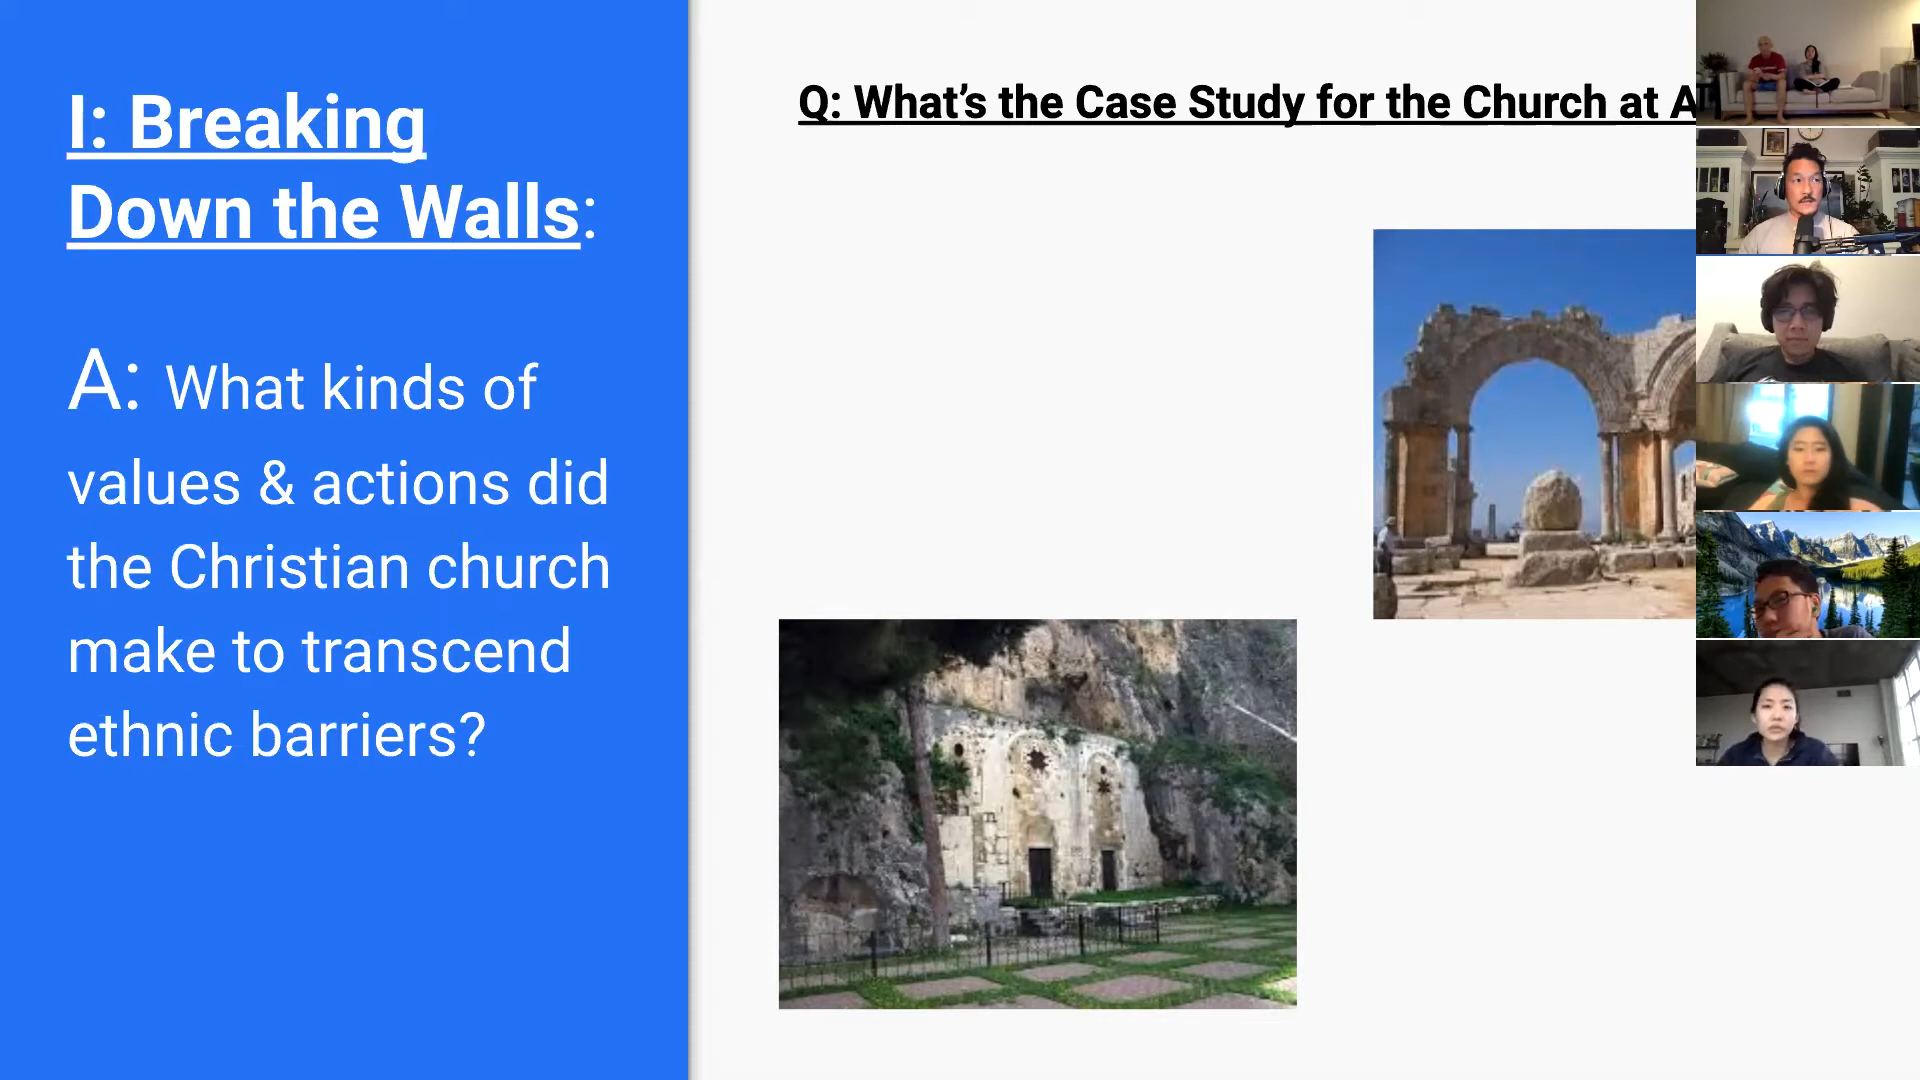 I: Breaking
Down the Walls:
A: What kinds of
values & actions did
the Christian church
make to transcend
ethnic barriers?
Q: What's the Case Study for the Church at A